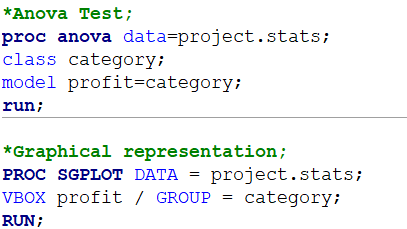 *Anova Test;
proc anova data=project.stats;
class category;
model profit=category;
run;
*Graphical representation;
PROC SGPLOT DATA = project.stats;
VBOX profit / GROUP = category;
RUN;